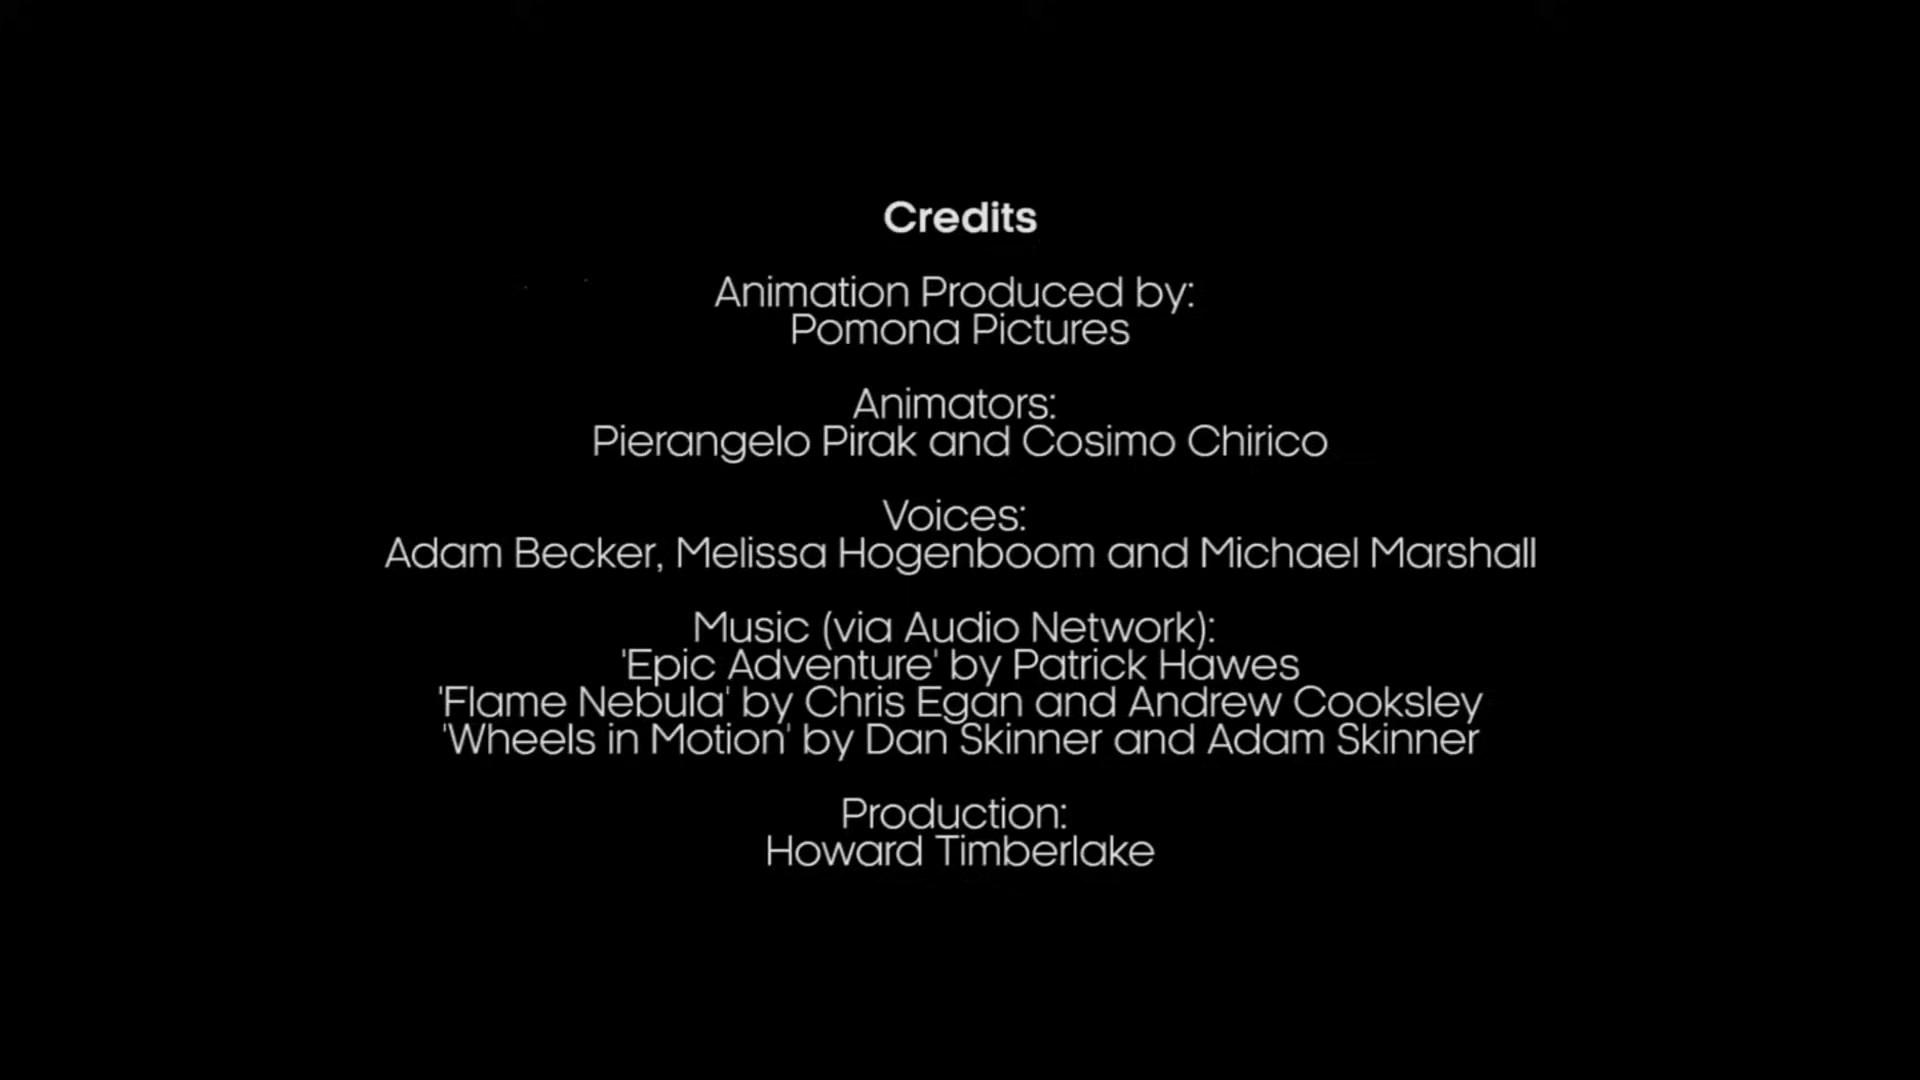 Credits
Animation Produced by:
Pomona Pictures
Animators:
Pierangelo Pirak and Cosimo Chirico
Voices:
Adam Becker, Melissa Hogenboom and Michael Marshall
Music (via Audio Network):
'Epic Adventure' by Patrick Hawes
'Flame Nebula' by Chris Egan and Andrew Cooksley
'Wheels in Motion' by Dan Skinner and Adam Skinner
Production:
Howard Timberlake